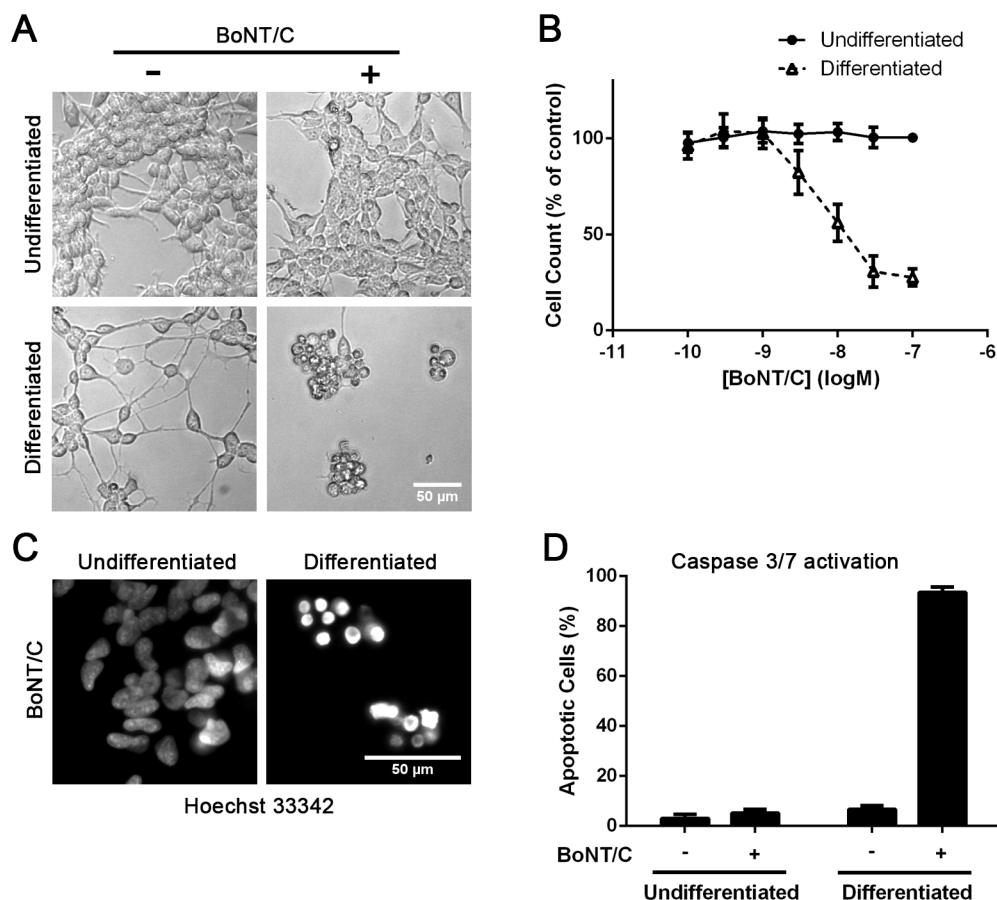 A
BoNT/C
-
+
Undifferentiated
Differentiated
50 µm
B
Undifferentiated
Differentiated
Cell Count (% of control)
100
50
0
-11 -10 -9 -8 -7 -6
[BoNT/C] (logM)
C
Undifferentiated Differentiated
BoNT/C
50 µm
Hoechst 33342
D
Caspase 3/7 activation
Apoptotic Cells (%)
100
80
60
40
20
0
BoNT/C - + - +
Undifferentiated Differentiated